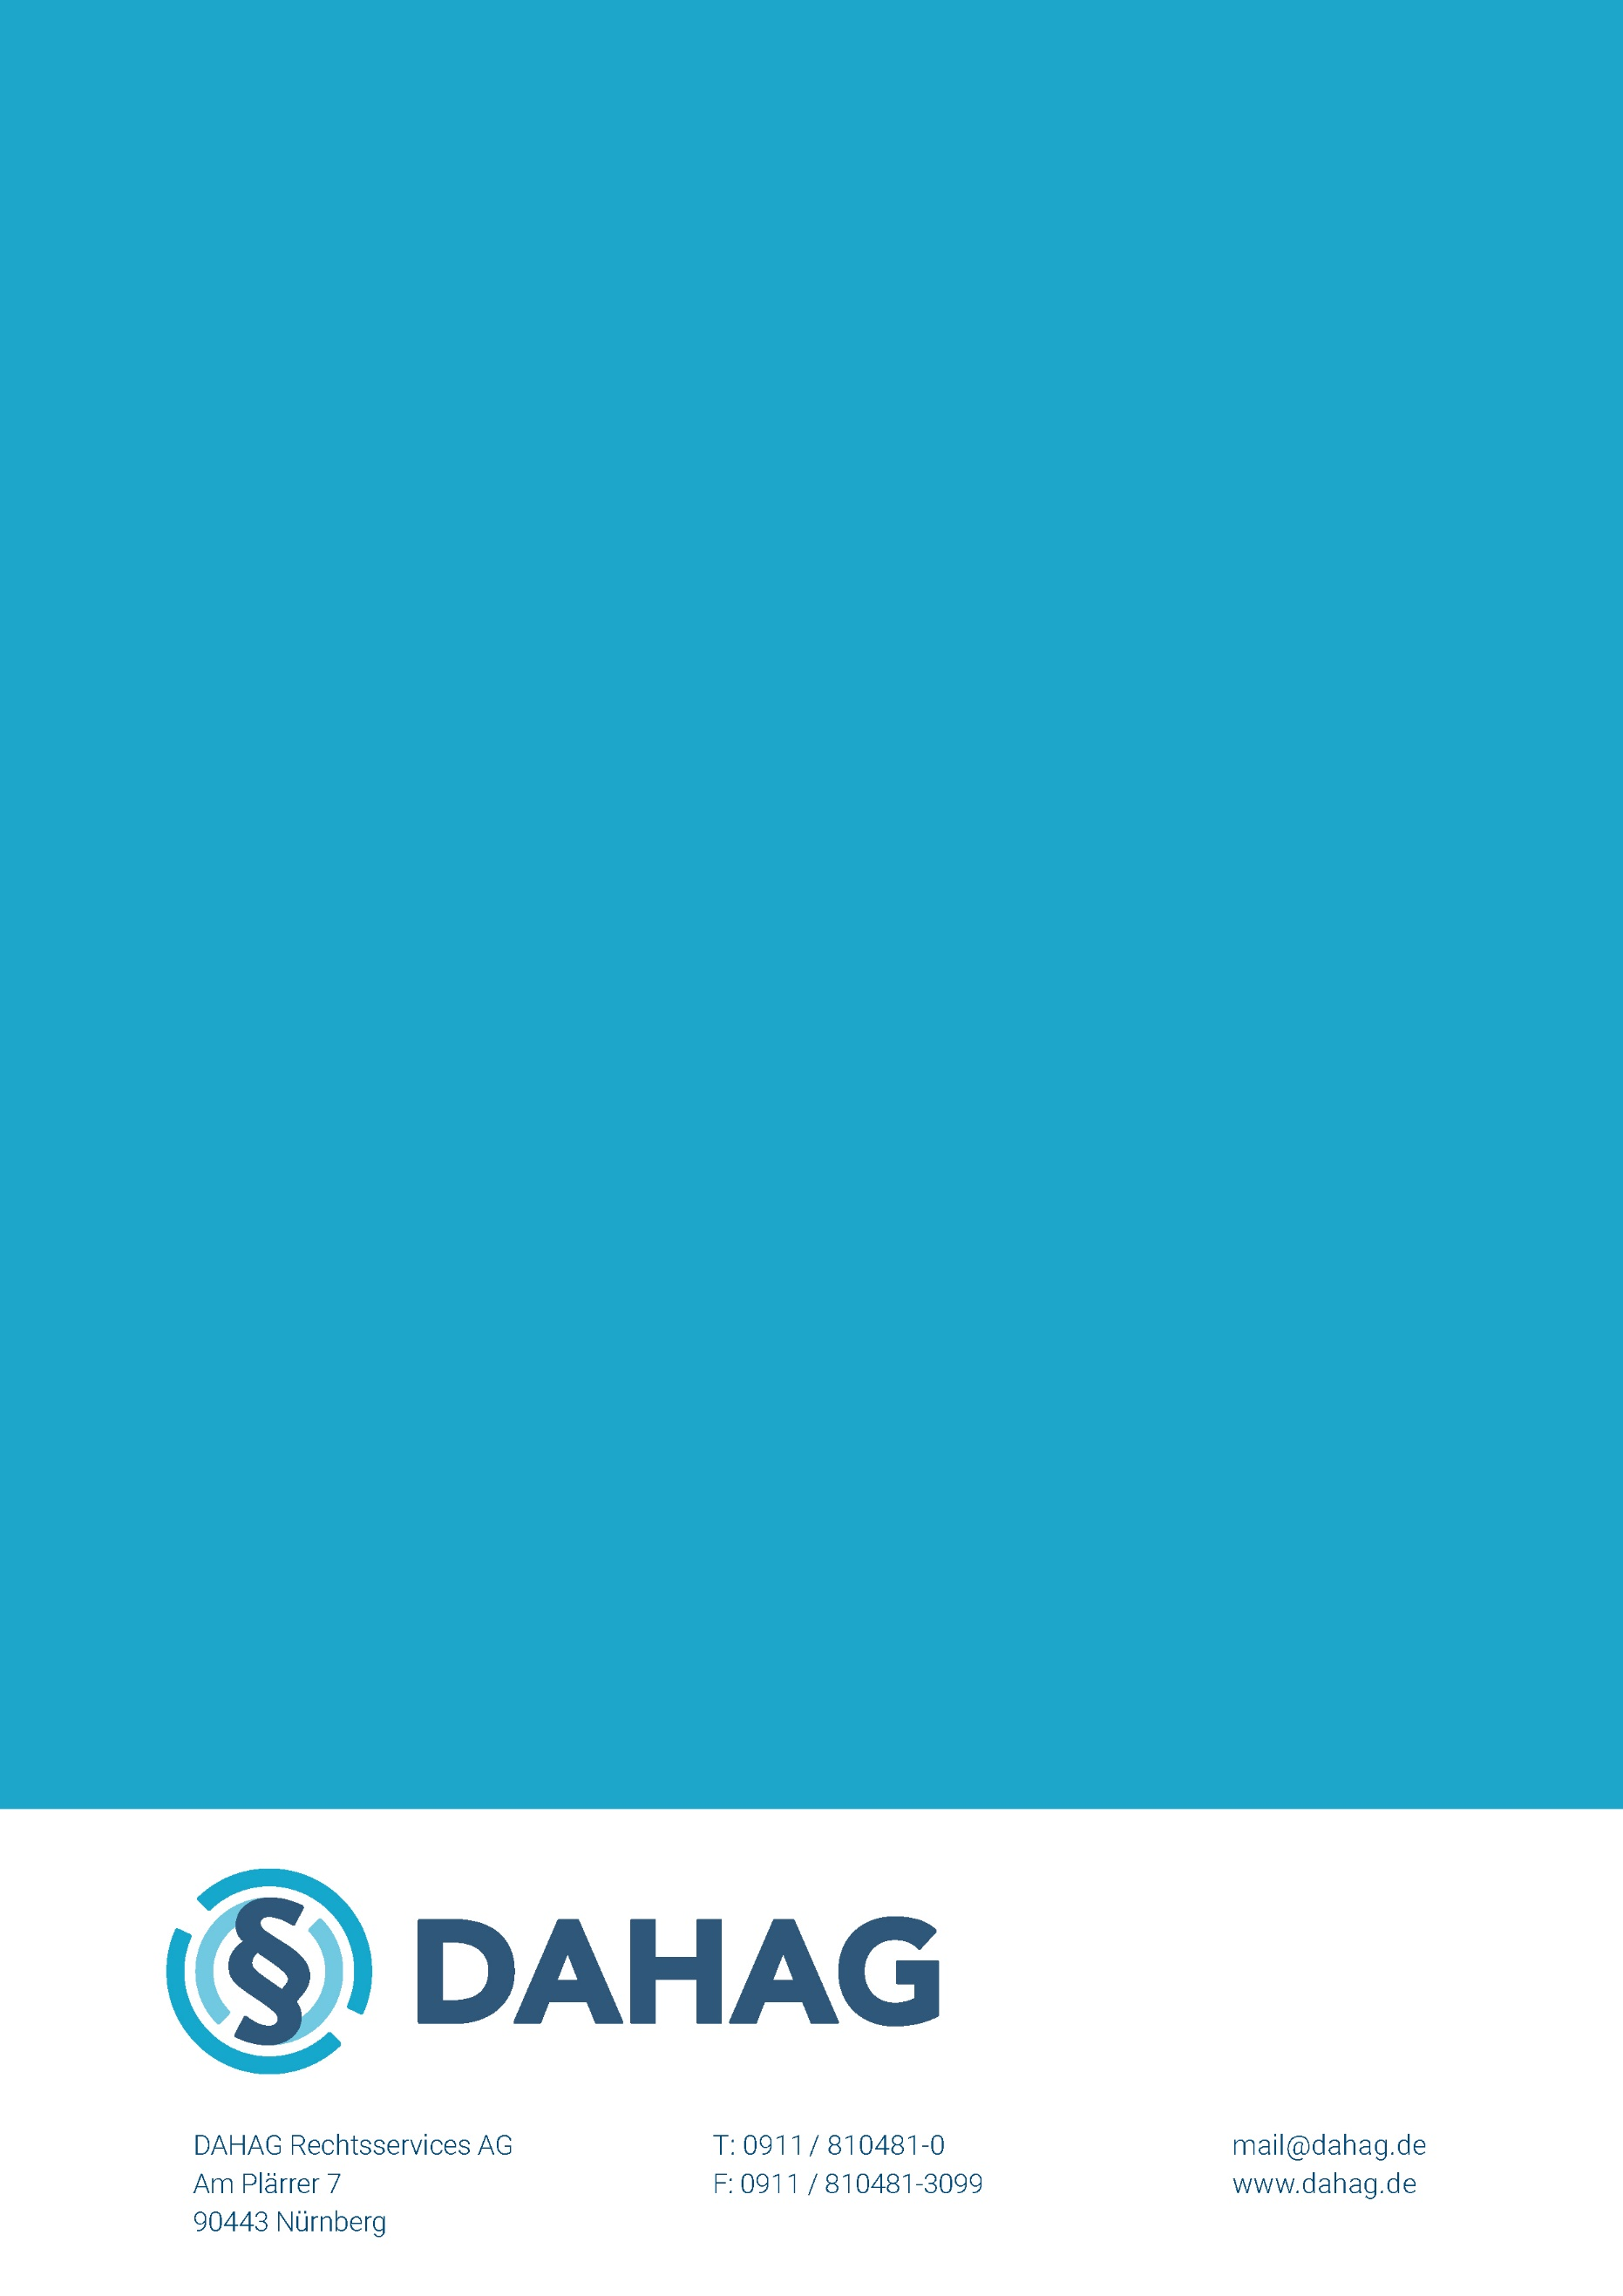 § DAHAG
DAHAG Rechtsservices AG
Am Plärrer 7
90443 Nürnberg
T: 0911 / 810481-0
F: 0911 / 810481-3099
mail@dahag.de
www.dahag.de